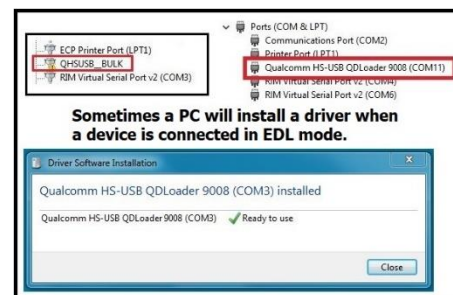 ECP Printer Port (LPT1)
QHSUSB_BULK
RIM Virtual Serial Port v2 (COM3)
Ports (COM & LPT)
Communications Port (COM2)
Printer Port (LPT1)
Qualcomm HS-USB QDLoader 9008 (COM11)
RIM Virtual Serial Port v2 (COM4)
RIM Virtual Serial Port v2 (COM6)
Sometimes a PC will install a driver when
a device is connected in EDL mode.
Driver Software Installation
Qualcomm HS-USB QDLoader 9008 (COM3) installed
Qualcomm HS-USB QDLoader 9008 (COM3) Ready to use
Close